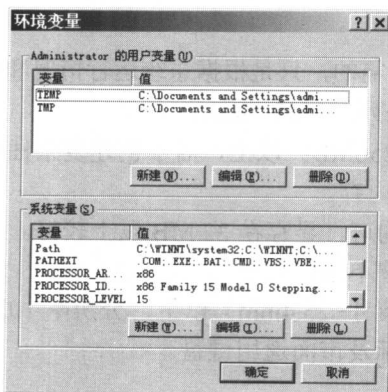 环境变量
Administrator 的用户变量(U)
变量 值
TEMP C:\Documents and Settings\admi...
TMP C:\Documents and Settings\admi...
新建(N)... 编辑(E)... 删除(D)
系统变量(S)
变量 值
Path C:\WINNT\system32;C:\WINNT;C:\...
PATHEXT .COM;.EXE;.BAT;.CMD;.VBS;.VBE;...
PROCESSOR_AR... x86
PROCESSOR_ID... x86 Family 15 Model 0 Stepping...
PROCESSOR_LEVEL 15
新建(W)... 编辑(I)... 删除(L)
确定 取消